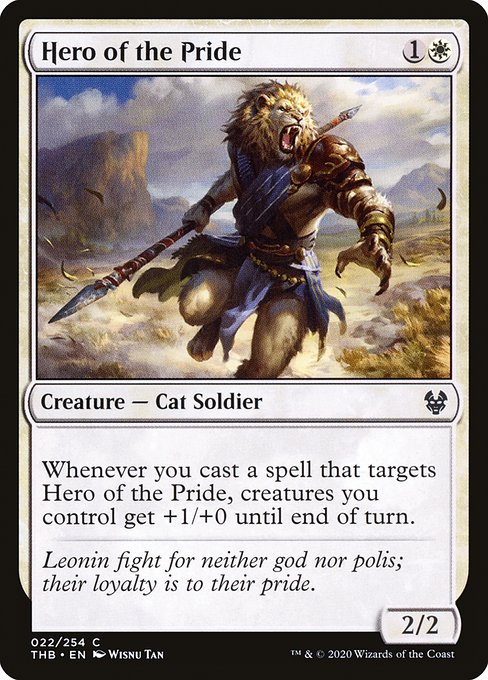 Hero of the Pride 1
Creature — Cat Soldier
Whenever you cast a spell that targets
Hero of the Pride, creatures you
control get +1/+0 until end of turn.
Leonin fight for neither god nor polis;
their loyalty is to their pride.
2/2
022/254 C
THB • EN Wisnu Tan
™ & © 2020 Wizards of the Coast